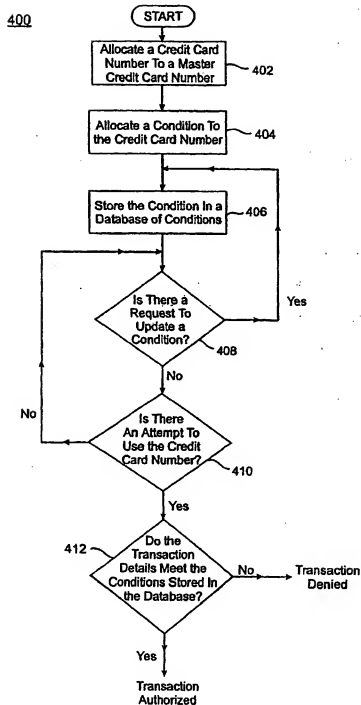 400
START
Allocate a Credit Card
Number To a Master
Credit Card Number
402
Allocate a Condition To
the Credit Card Number
404
Store the Condition In a
Database of Conditions
406
Is There a
Request To
Update a
Condition?
408
Yes
No
Is There
An Attempt To
Use the Credit
Card Number?
410
No
Yes
412
Do the
Transaction
Details Meet the
Conditions Stored In
the Database?
No
Transaction
Denied
Yes
Transaction
Authorized